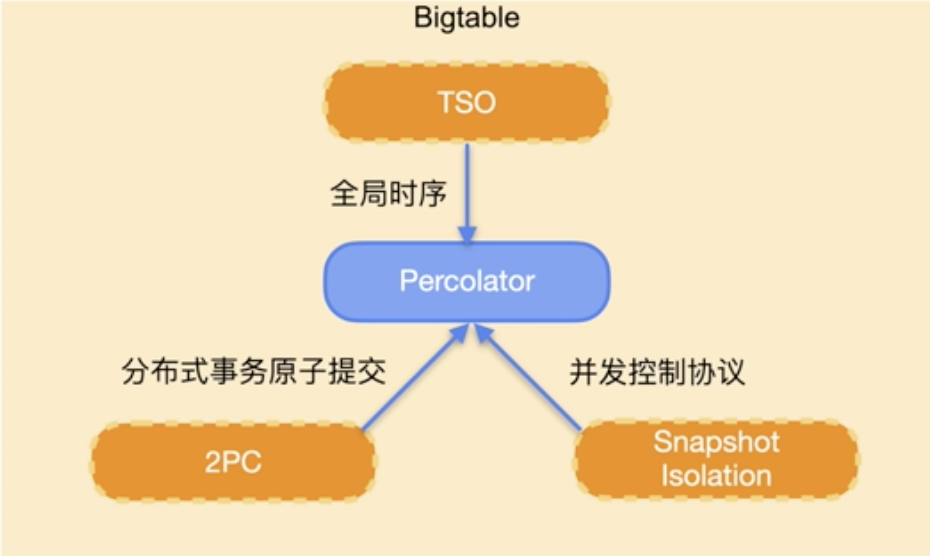 Bigtable
TSO
全局时序
Percolator
分布式事务原子提交
并发控制协议
2PC
Snapshot
Isolation